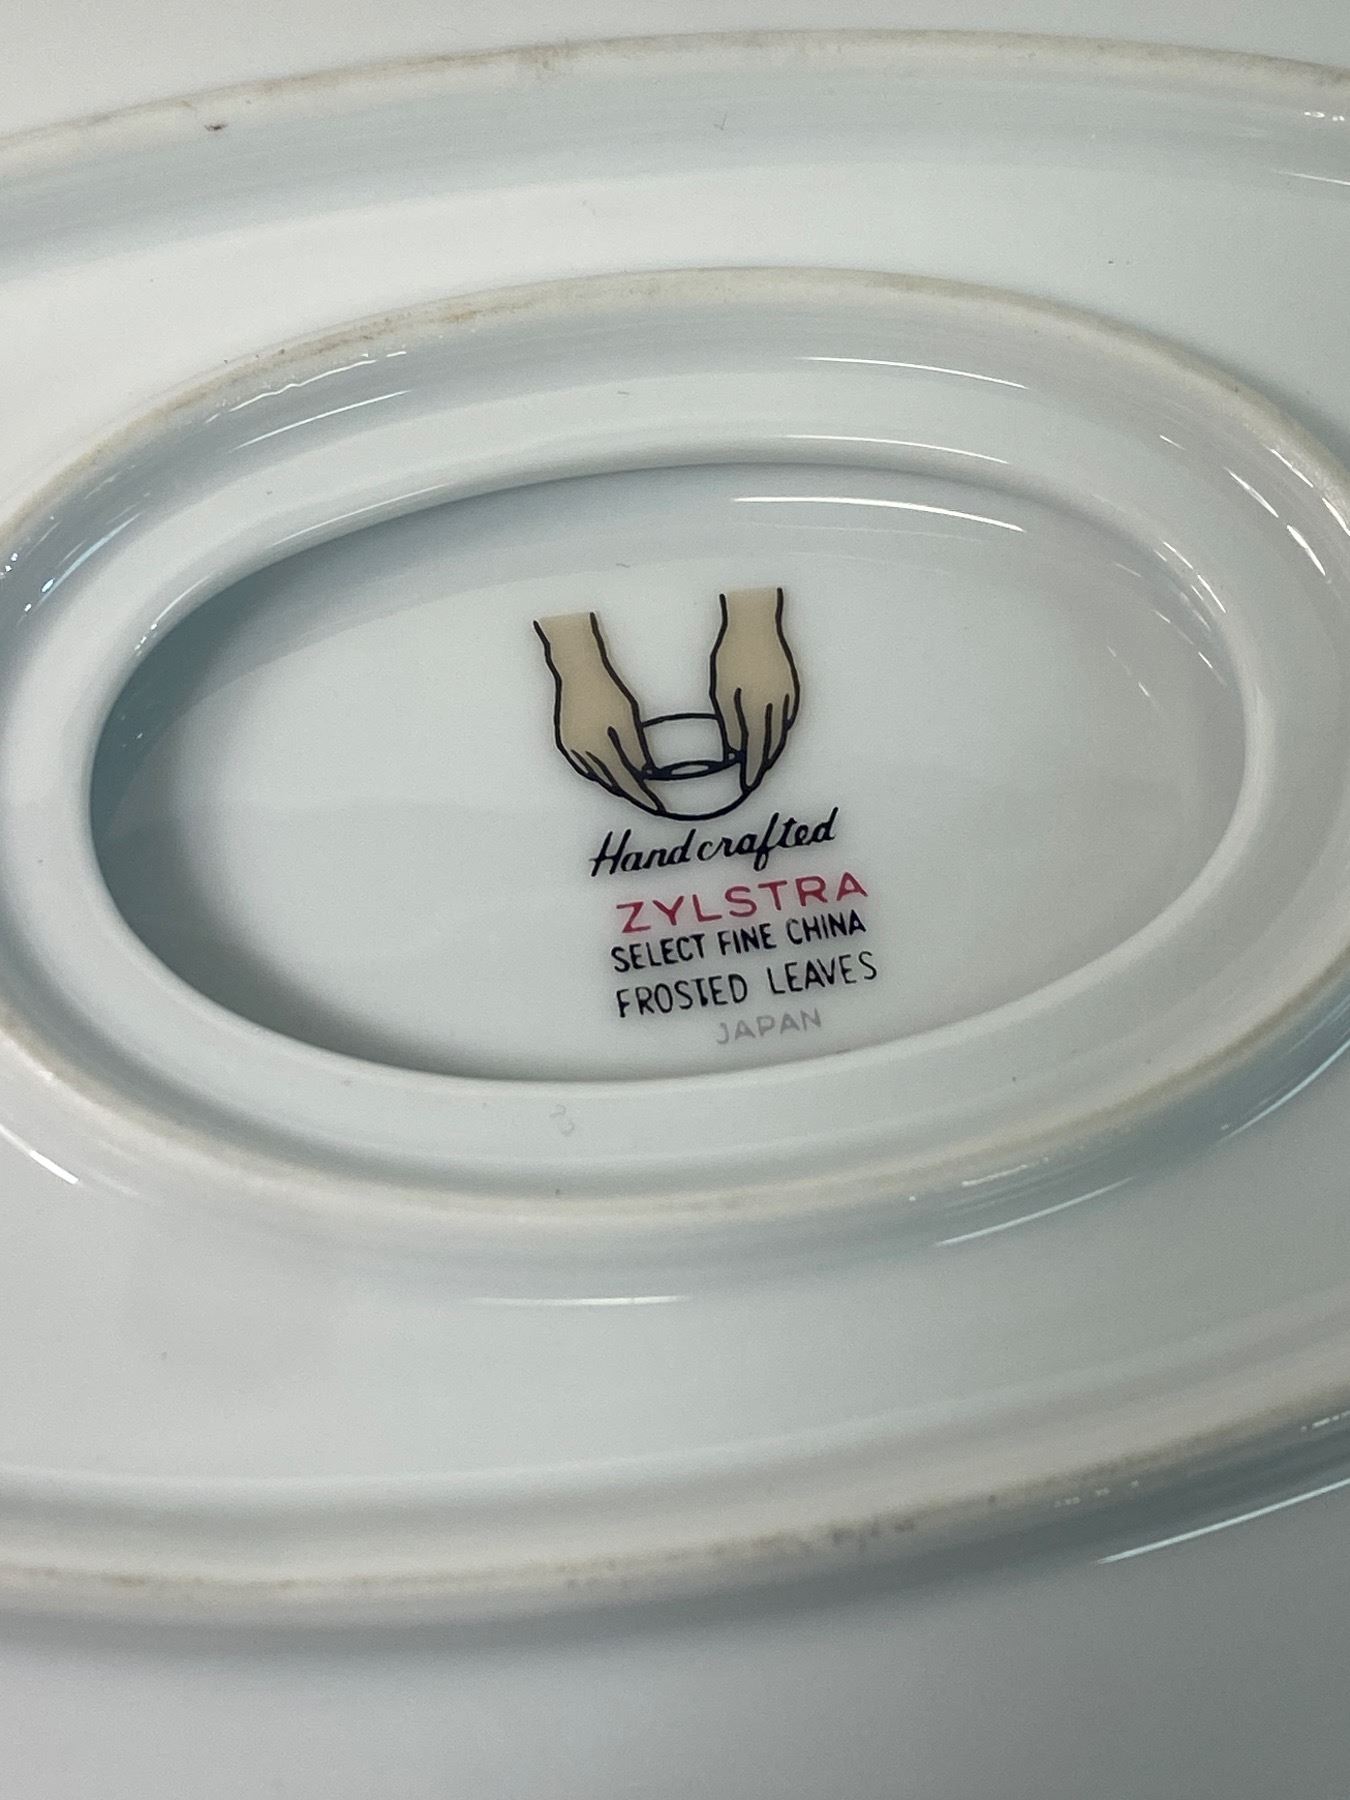 Handcrafted
ZYLSTRA
SELECT FINE CHINA
FROSTED LEAVES
JAPAN